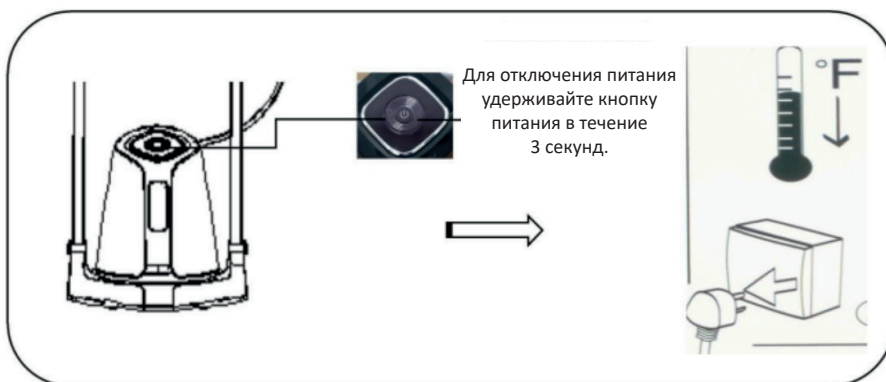 Для отключения питания
удерживайте кнопку
питания в течение
3 секунд.
°F